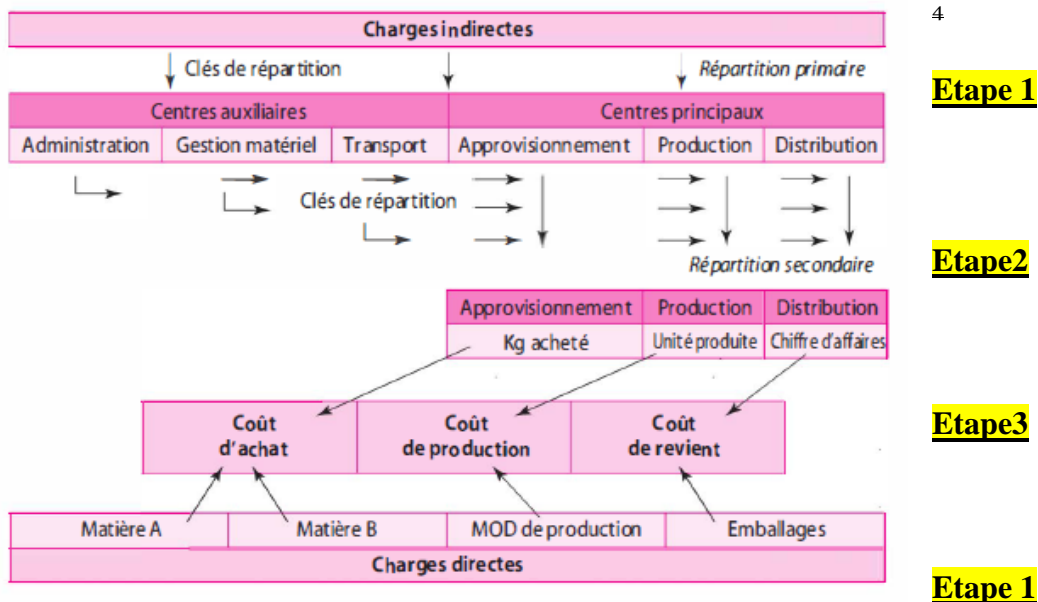 4
Charges indirectes
Clés de répartition Répartition primaire
Etape 1
Centres auxiliaires Centres principaux
Administration Gestion matériel Transport Approvisionnement Production Distribution
Clés de répartition
Répartition secondaire
Etape2
Approvisionnement Production Distribution
Kg acheté Unité produite Chiffre d'affaires
Coût d'achat
Coût de production
Coût de revient
Etape3
Matière A Matière B MOD de production Emballages
Charges directes
Etape 1